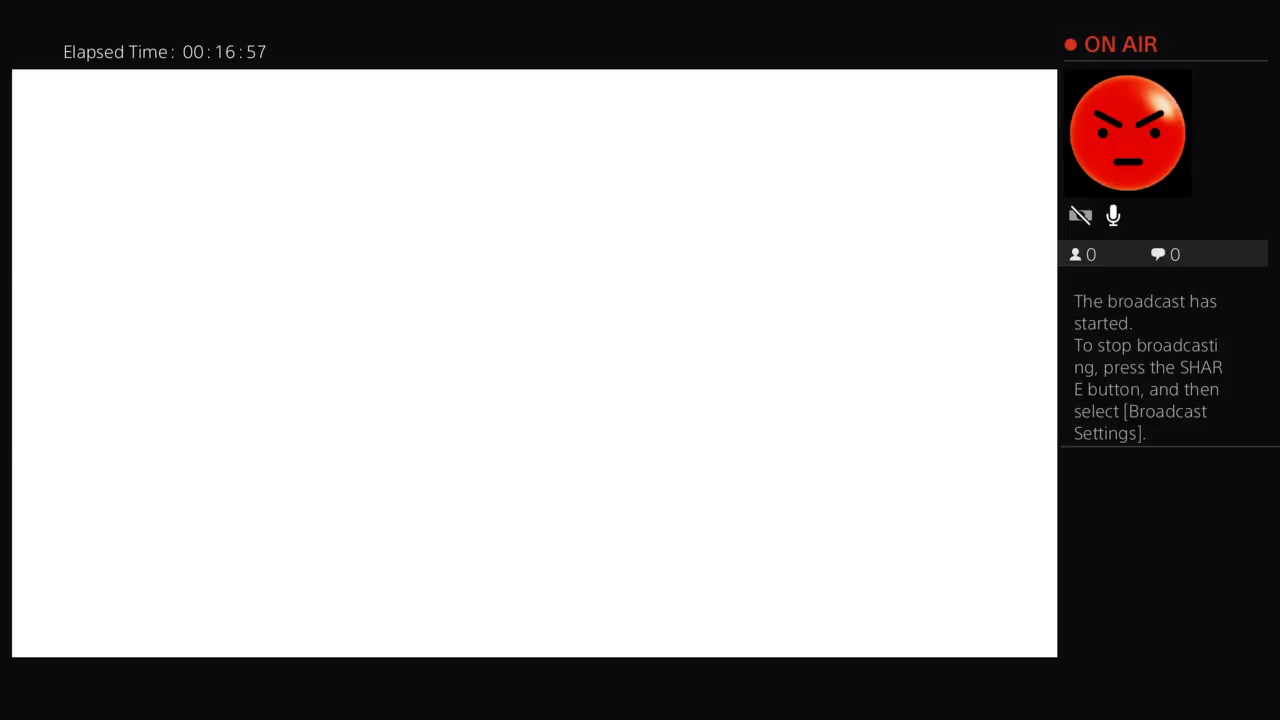 Elapsed Time: 00:16:57
ON AIR
0 0
The broadcast has
started.
To stop broadcasti
ng, press the SHAR
E button, and then
select [Broadcast
Settings].